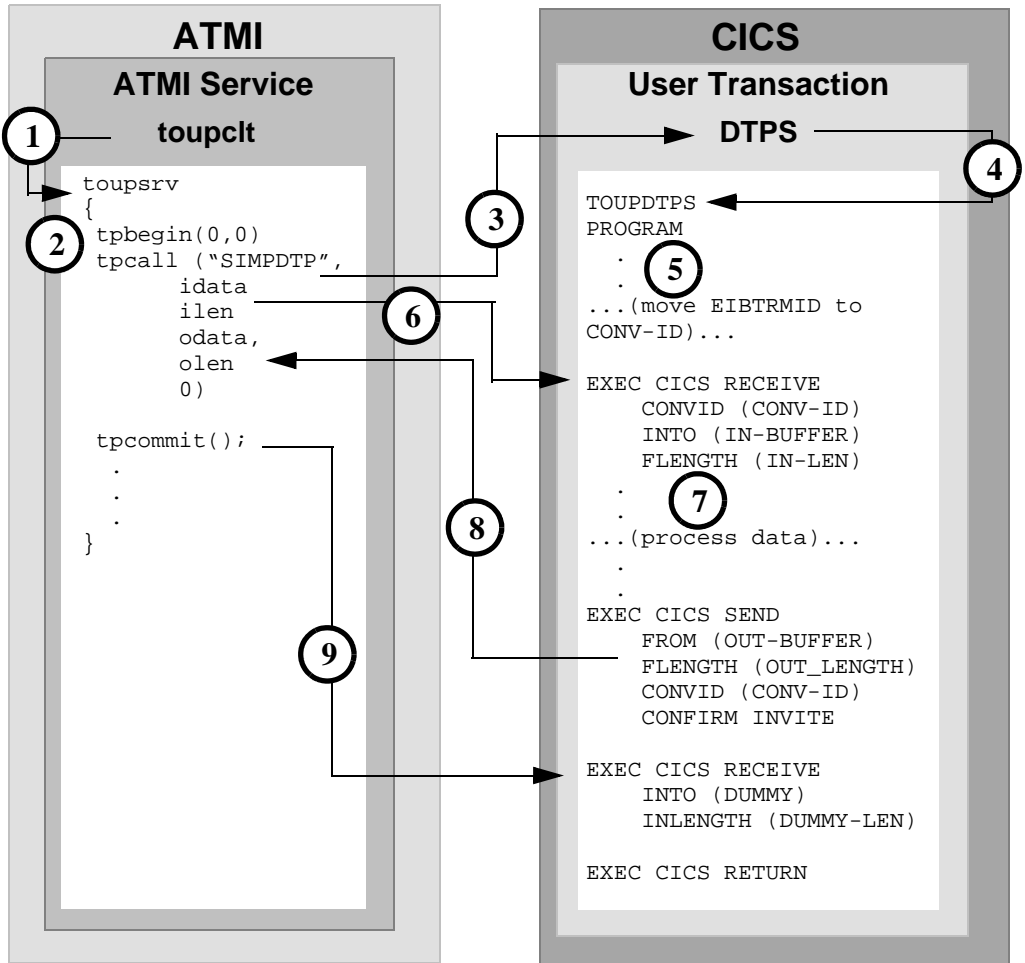 ATMI
ATMI Service
toupclt
1
toupsrv
{
2
tpbegin(0,0)
tpcall (“SIMPDTP”,
idata
ilen
odata,
olen
0)
tpcommit();
.
.
.
}
3
6
8
9
CICS
User Transaction
DTPS
4
TOUPDTPS
PROGRAM
.
.
5
...(move EIBTRMID to
CONV-ID)...
EXEC CICS RECEIVE
CONVID (CONV-ID)
INTO (IN-BUFFER)
FLENGTH (IN-LEN)
.
.
7
...(process data)...
.
.
EXEC CICS SEND
FROM (OUT-BUFFER)
FLENGTH (OUT_LENGTH)
CONVID (CONV-ID)
CONFIRM INVITE
EXEC CICS RECEIVE
INTO (DUMMY)
INLENGTH (DUMMY-LEN)
EXEC CICS RETURN